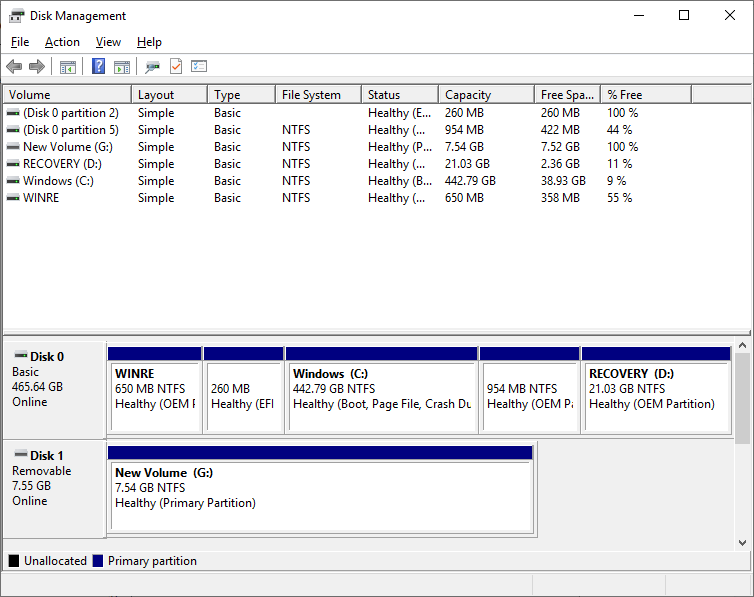 Disk Management
File Action View Help
Volume Layout Type File System Status Capacity Free Spa... % Free
(Disk 0 partition 2) Simple Basic Healthy (E... 260 MB 260 MB 100 %
(Disk 0 partition 5) Simple Basic NTFS Healthy (... 954 MB 422 MB 44 %
New Volume (G:) Simple Basic NTFS Healthy (P... 7.54 GB 7.52 GB 100 %
RECOVERY (D:) Simple Basic NTFS Healthy (... 21.03 GB 2.36 GB 11 %
Windows (C:) Simple Basic NTFS Healthy (B... 442.79 GB 38.93 GB 9 %
WINRE Simple Basic NTFS Healthy (... 650 MB 358 MB 55 %
Disk 0
Basic
465.64 GB
Online
WINRE
650 MB NTFS
Healthy (OEM P
260 MB
Healthy (EFI
Windows (C:)
442.79 GB NTFS
Healthy (Boot, Page File, Crash Du
954 MB NTFS
Healthy (OEM Pa
RECOVERY (D:)
21.03 GB NTFS
Healthy (OEM Partition)
Disk 1
Removable
7.55 GB
Online
New Volume (G:)
7.54 GB NTFS
Healthy (Primary Partition)
Unallocated Primary partition